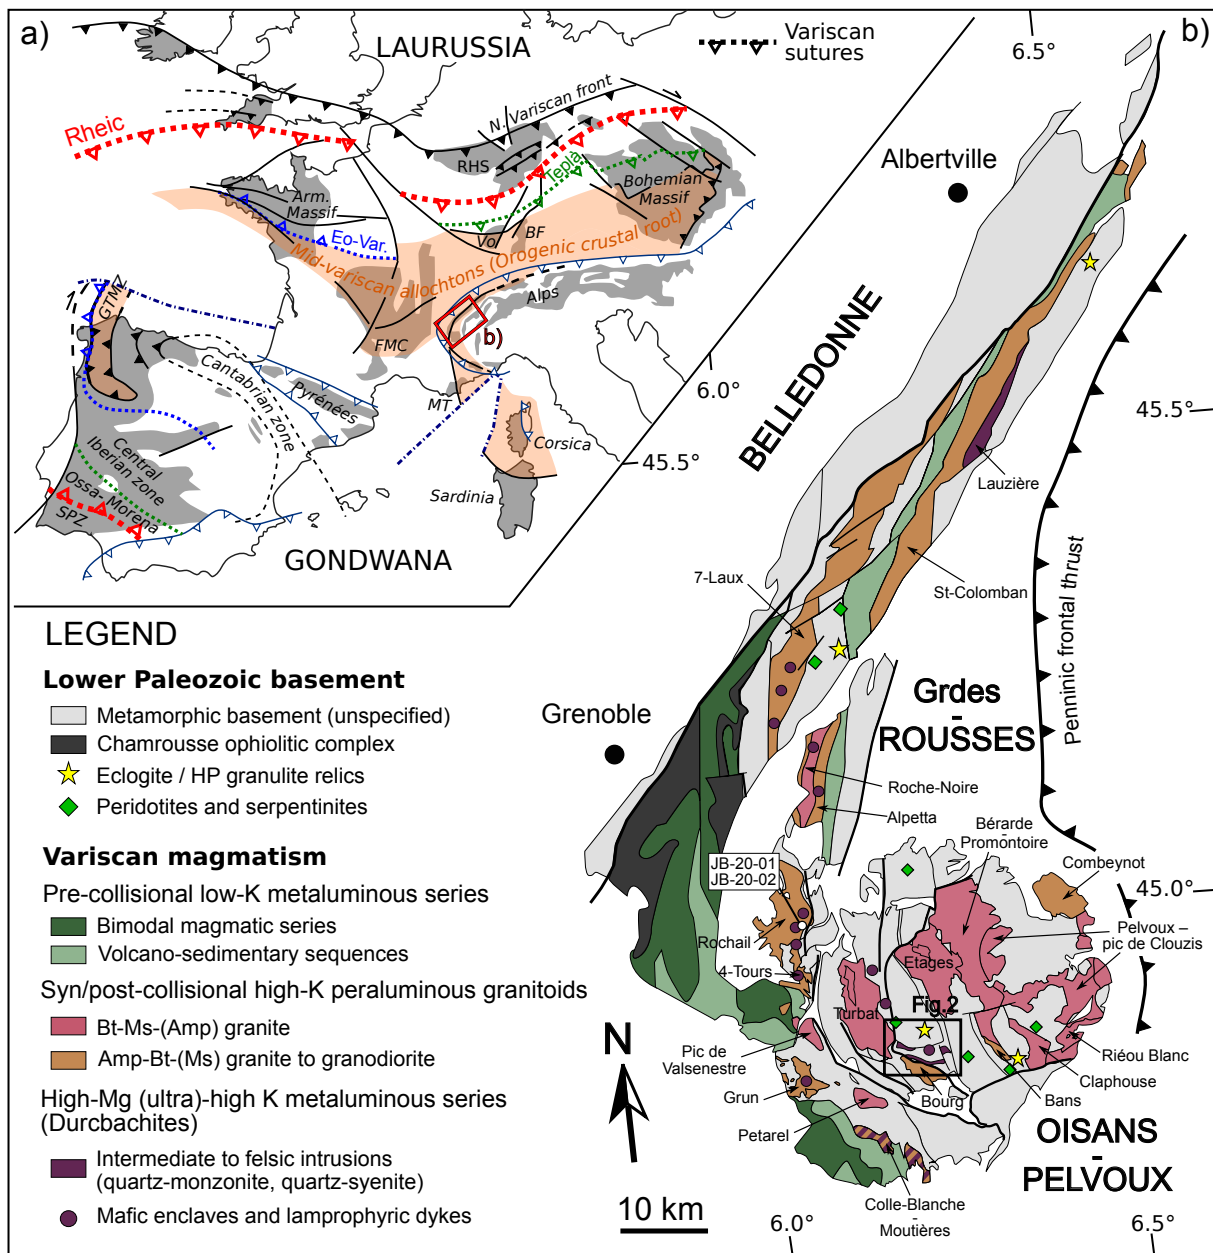 a)
LAURUSSIA
Variscan
sutures
Rheic
N. Variscan front
RHS
Tepla
Bohemian
Massif
Arm.
Massif
Eo-Var.
Vo
BF
Mid-variscan allochtons (Orogenic crustal root)
Alps
b)
GTMZ
FMC
Cantabrian zone
Pyrénées
MT
Corsica
Central
Iberian zone
Ossa-Morena
SPZ
Sardinia
GONDWANA
b)
6.5°
Albertville
6.0°
45.5°
45.5°
BELLEDONNE
Lauzière
St-Colomban
7-Laux
Penninic frontal thrust
Grenoble
Grdes
-
ROUSSES
Roche-Noire
Alpetta
Bérarde
-
Promontoire
Combeynot
JB-20-01
JB-20-02
45.0°
Rochail
Pelvoux –
pic de Clouzis
Etages
4-Tours
Turbat
Fig.2
Pic de
Valsenestre
Riéou Blanc
Claphouse
Grun
Bourg
Bans
Petarel
OISANS
-
PELVOUX
Colle-Blanche
-
Moutières
N
10 km
6.0°
6.5°
LEGEND
Lower Paleozoic basement
Metamorphic basement (unspecified)
Chamrousse ophiolitic complex
Eclogite / HP granulite relics
Peridotites and serpentinites
Variscan magmatism
Pre-collisional low-K metaluminous series
Bimodal magmatic series
Volcano-sedimentary sequences
Syn/post-collisional high-K peraluminous granitoids
Bt-Ms-(Amp) granite
Amp-Bt-(Ms) granite to granodiorite
High-Mg (ultra)-high K metaluminous series
(Durcbachites)
Intermediate to felsic intrusions
(quartz-monzonite, quartz-syenite)
Mafic enclaves and lamprophyric dykes